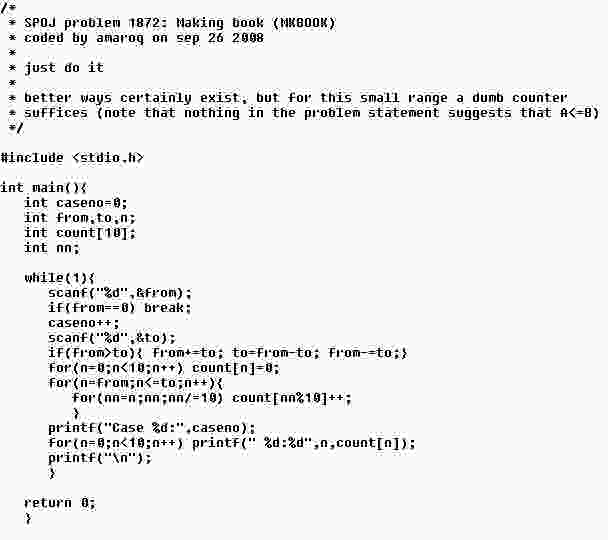 /*
 * SPOJ problem 1872: Making book (MKBOOK)
 * coded by amaroq on sep 26 2008
 *
 * just do it
 *
 * better ways certainly exist, but for this small range a dumb counter
 * suffices (note that nothing in the problem statement suggests that A<=B)
 */

#include <stdio.h>

int main(){
   int caseno=0;
   int from,to,n;
   int count[10];
   int nn;

   while(1){
      scanf("%d",&from);
      if(from==0) break;
      caseno++;
      scanf("%d",&to);
      if(from>to){ from+=to; to=from-to; from-=to;}
      for(n=0;n<10;n++) count[n]=0;
      for(n=from;n<=to;n++){
         for(nn=n;nn;nn/=10) count[nn%10]++;
         }
      printf("Case %d:",caseno);
      for(n=0;n<10;n++) printf(" %d:%d",n,count[n]);
      printf("\n");
      }

   return 0;
   }